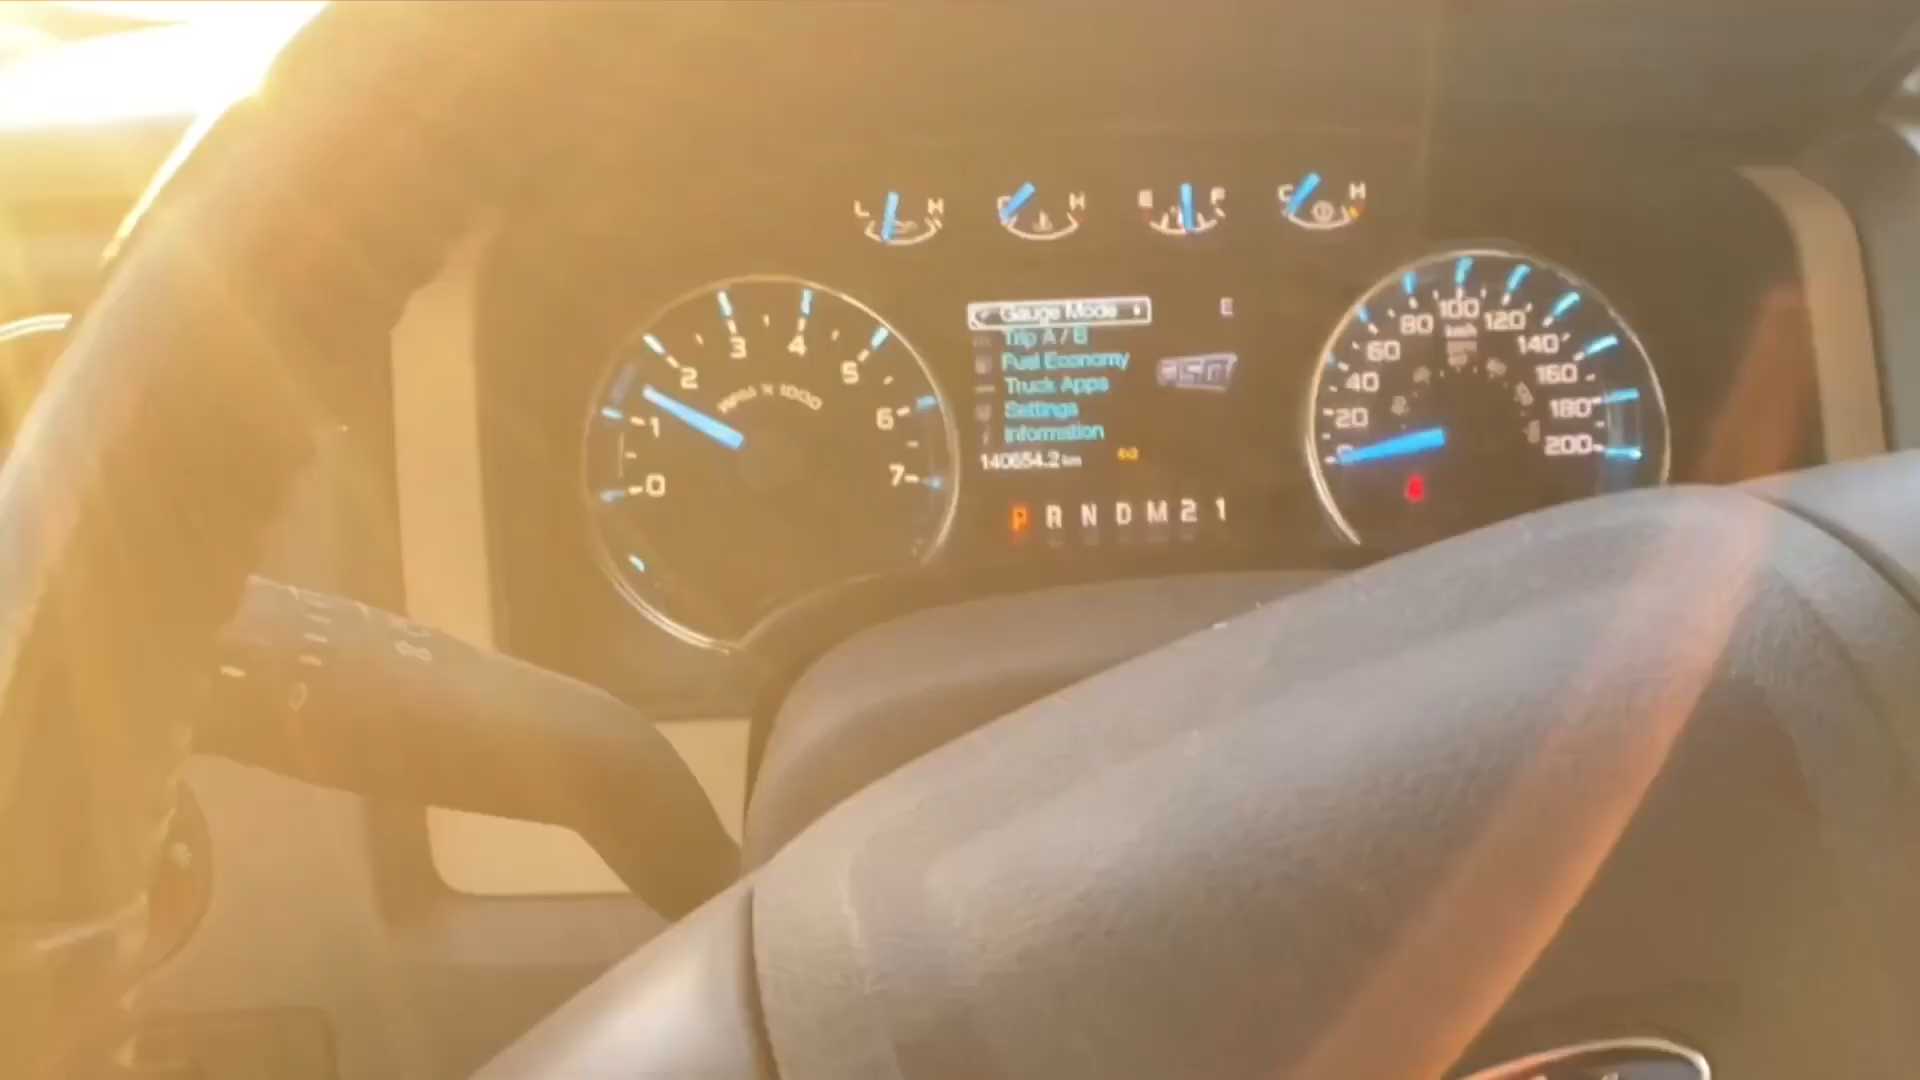 L H
C H
E F
C H
0 1 2 3 4 5 6 7
RPM X 1000
Gauge Mode
E
Trip A / B
Fuel Economy
Truck Apps
Settings
Information
140654.2 km
P R N D M 2 1
0 20 40 60 80 100 120 140 160 180 200
km/h